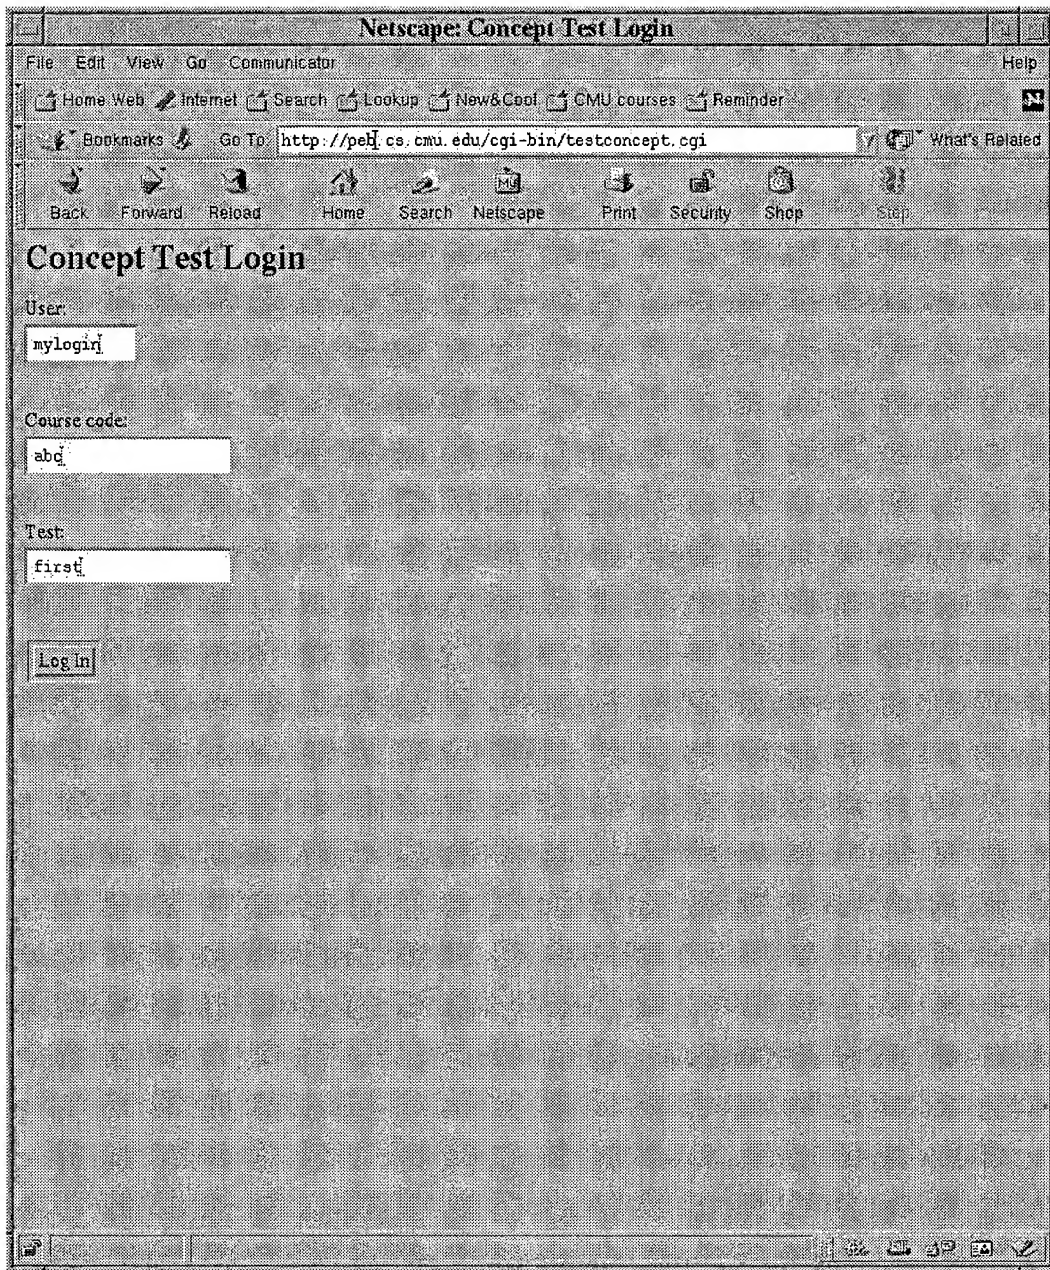 Netscape: Concept Test Login
File Edit View Go Communicator Help
Home Web Internet Search Lookup New&Cool CMU courses Reminder
Bookmarks Go To: http://peh.cs.cmu.edu/cgi-bin/testconcept.cgi What's Related
Back Forward Reload Home Search Netscape Print Security Shop Stop
Concept Test Login
User:
mylogin
Course code:
abc
Test:
first
Log In